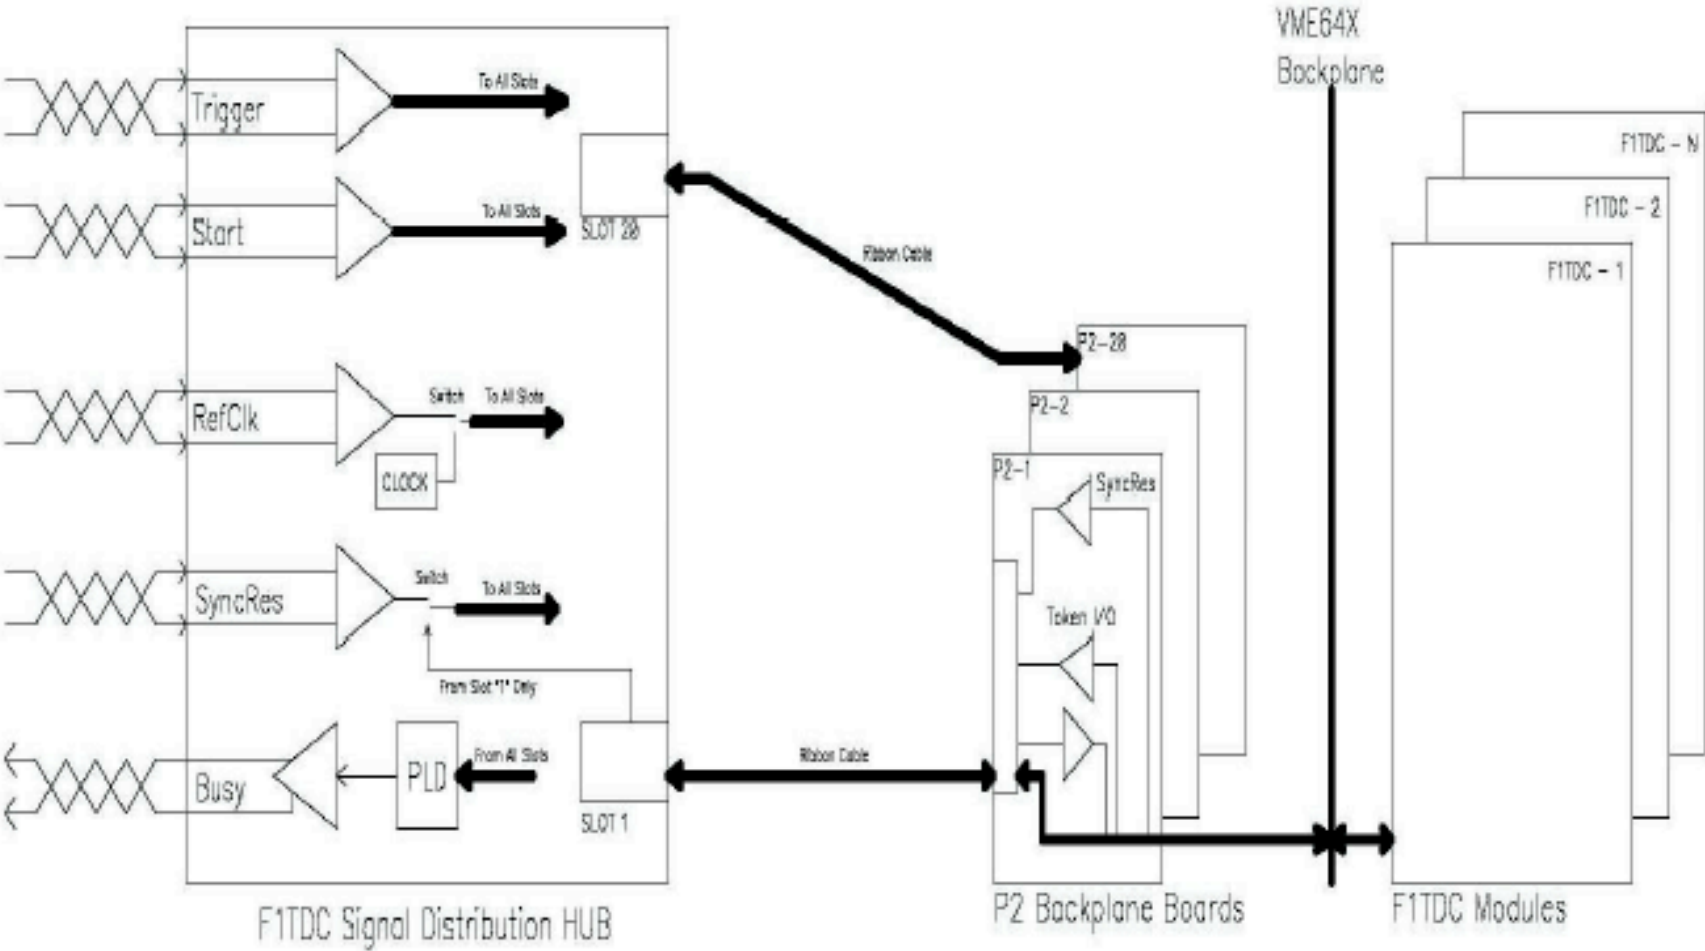 VME64X
Backplane
To All Slots
Trigger
F1TDC - N
To All Slots
Start
SLOT 20
F1TDC - 2
Ribbon Cable
F1TDC - 1
P2-20
Switch
To All Slots
RefClk
P2-2
CLOCK
P2-1
SyncRes
Switch
To All Slots
SyncRes
Token I/O
From Slot "1" Only
From All Slots
Ribbon Cable
Busy
PLD
SLOT 1
F1TDC Signal Distribution HUB
P2 Backplane Boards
F1TDC Modules